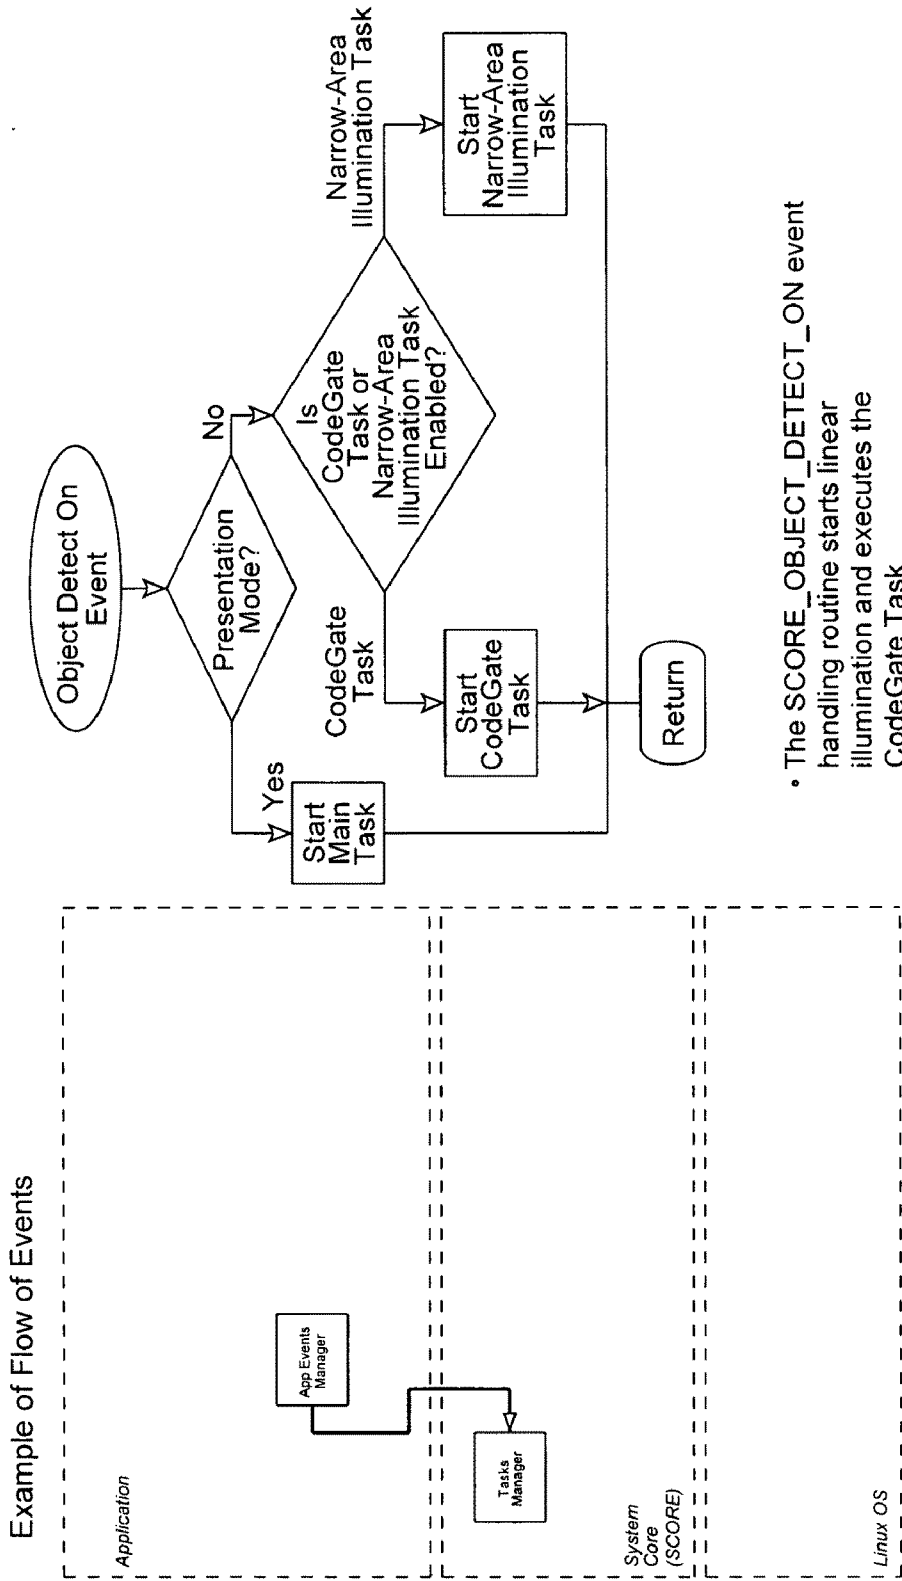 Example of Flow of Events
Application
App Events
Manager
Tasks
Manager
System
Core
(SCORE)
Linux OS
Object Detect On
Event
Presentation
Mode?
Yes
No
Start
Main
Task
Is
CodeGate
Task or
Narrow-Area
Illumination Task
Enabled?
CodeGate
Task
Narrow-Area
Illumination Task
Start
CodeGate
Task
Start
Narrow-Area
Illumination
Task
Return
• The SCORE_OBJECT_DETECT_ON event
handling routine starts linear
illumination and executes the
CodeGate Task